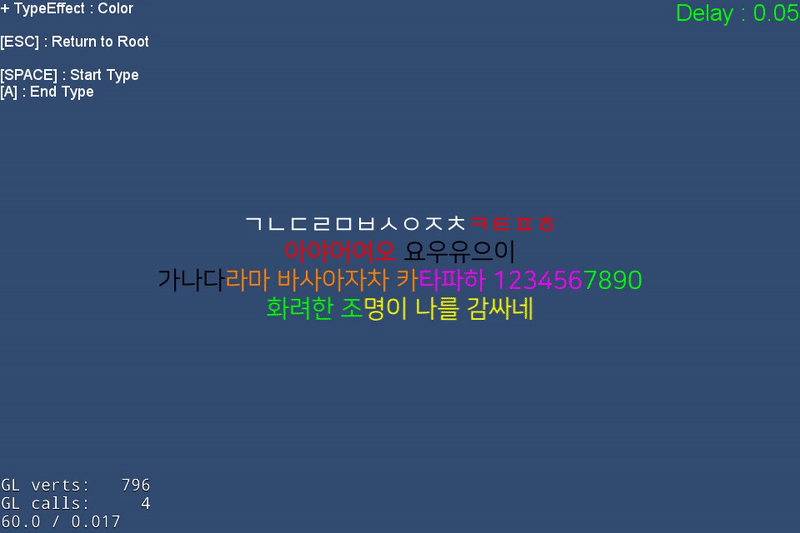 + TypeEffect : Color
Delay : 0.05
[ESC] : Return to Root
[SPACE] : Start Type
[A] : End Type
ㄱㄴㄷㄹㅁㅂㅅㅇㅈㅊㅋㅌㅍㅎ
아야어여오 요우유으이
가나다라마 바사아자차 카타파하 1234567890
화려한 조명이 나를 감싸네
GL verts: 796
GL calls: 4
60.0 / 0.017